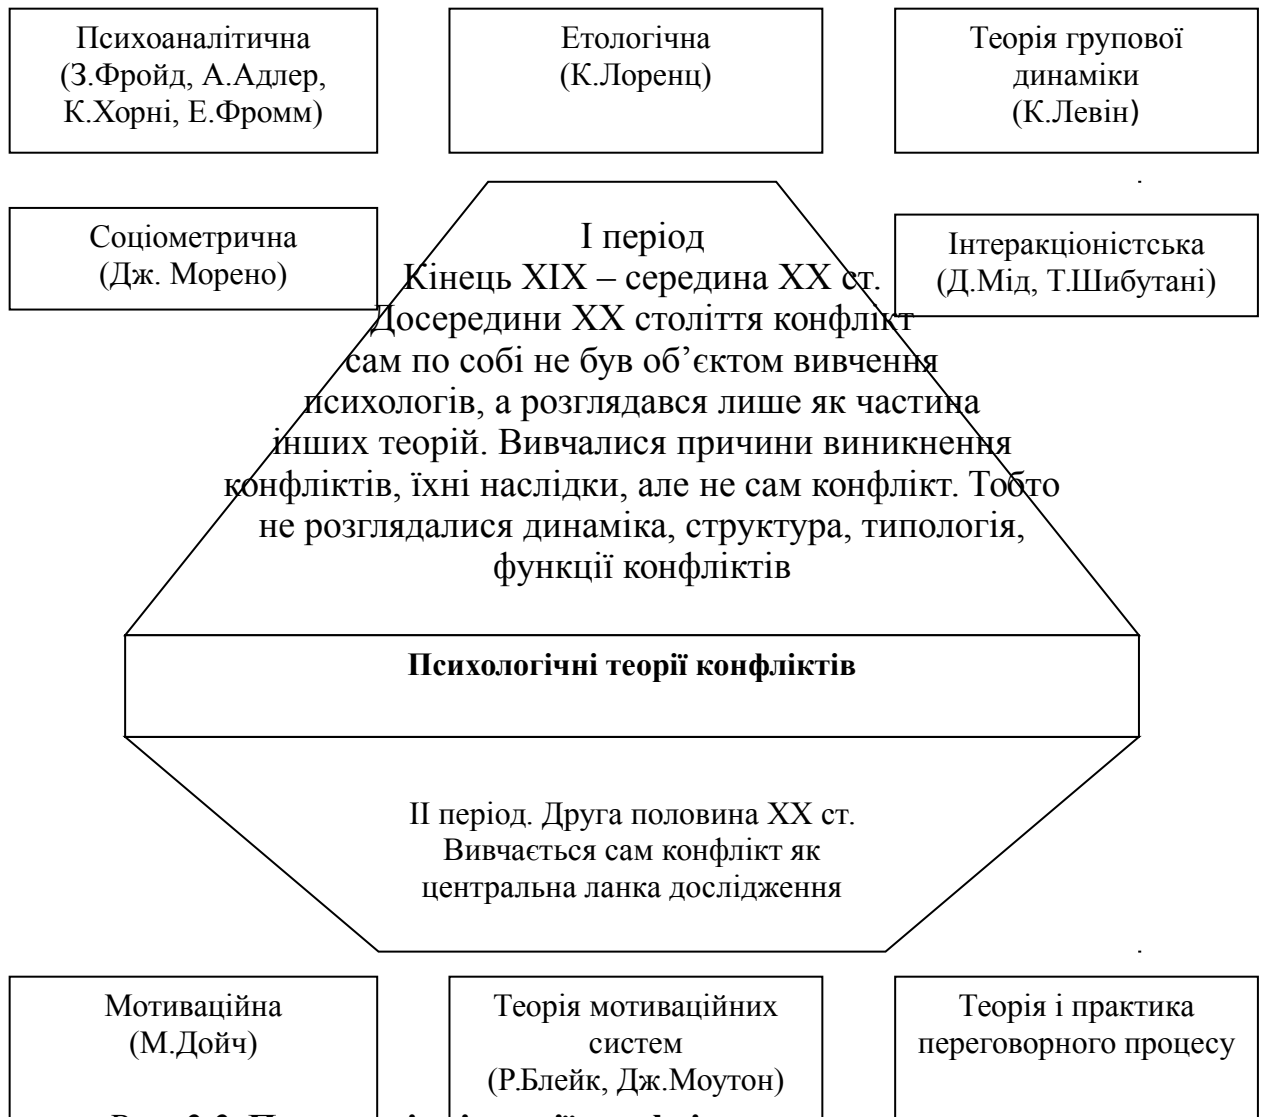 Психоаналітична
(З.Фройд, А.Адлер,
К.Хорні, Е.Фромм)
Етологічна
(К.Лоренц)
Теорія групової
динаміки
(К.Левін)
Соціометрична
(Дж. Морено)
І період
Кінець ХІХ – середина ХХ ст.
Досередини ХХ століття конфлікт
сам по собі не був об’єктом вивчення
психологів, а розглядався лише як частина
інших теорій. Вивчалися причини виникнення
конфліктів, їхні наслідки, але не сам конфлікт. Тобто
не розглядалися динаміка, структура, типологія,
функції конфліктів
Інтеракціоністська
(Д.Мід, Т.Шибутані)
Психологічні теорії конфліктів
ІІ період. Друга половина ХХ ст.
Вивчається сам конфлікт як
центральна ланка дослідження
Мотиваційна
(М.Дойч)
Теорія мотиваційних
систем
(Р.Блейк, Дж.Моутон)
Теорія і практика
переговорного процесу